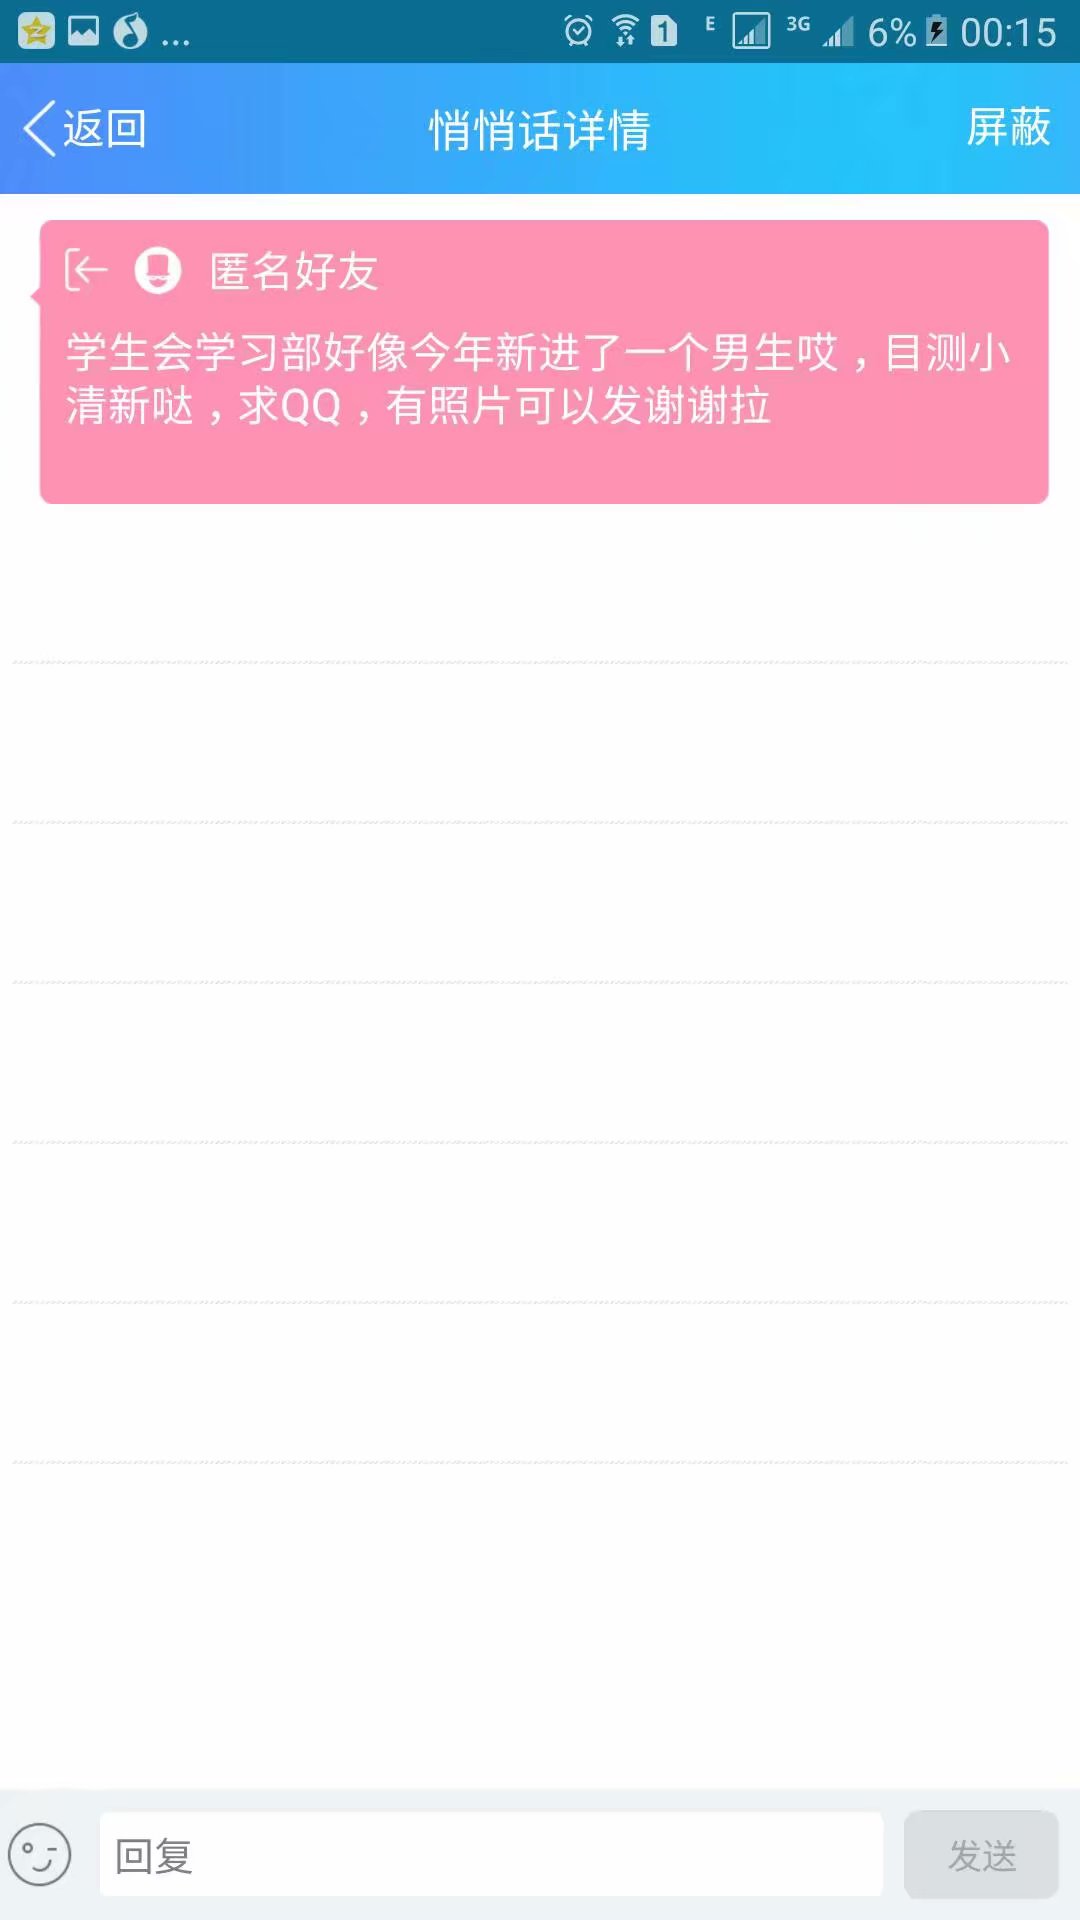 ... 1 E 3G 6% 00:15
返回 悄悄话详情 屏蔽
匿名好友
学生会学习部好像今年新进了一个男生哎，目测小
清新哒，求QQ，有照片可以发谢谢拉
回复 发送